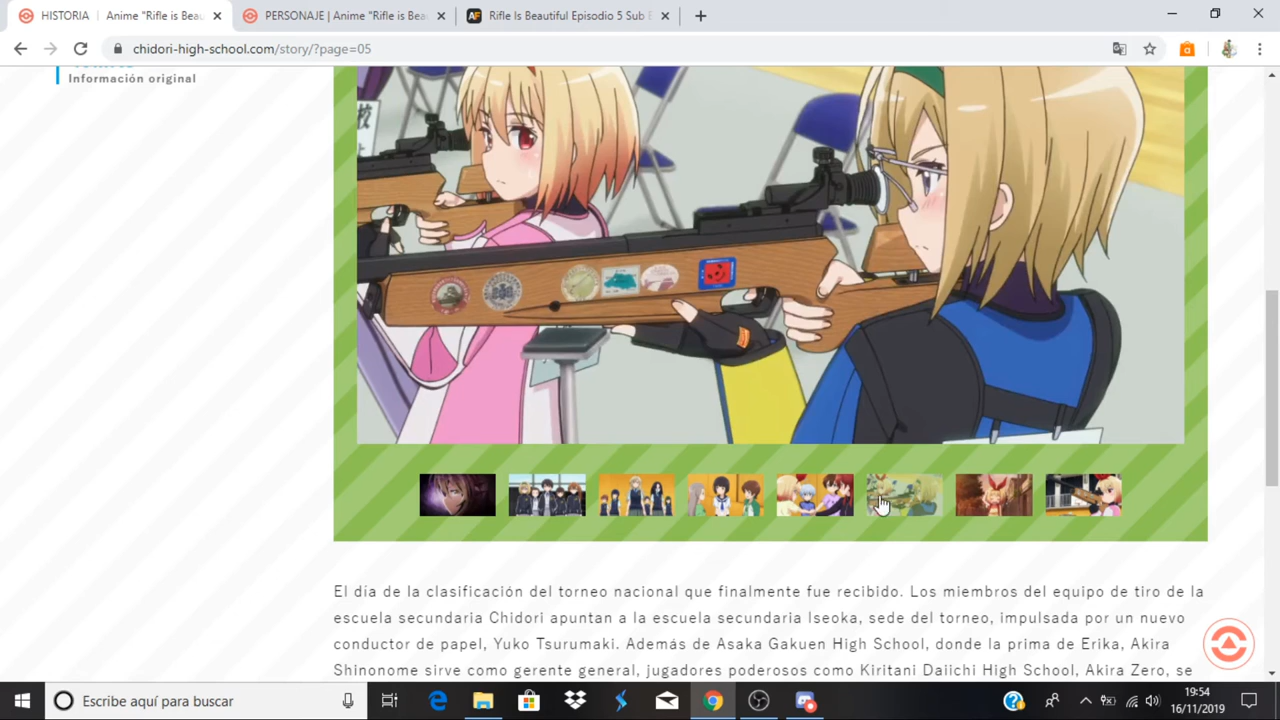 HISTORIA | Anime "Rifle is Beau
PERSONAJE | Anime "Rifle is Beau
Rifle Is Beautiful Episodio 5 Sub E
chidori-high-school.com/story/?page=05
Información original
El día de la clasificación del torneo nacional que finalmente fue recibido. Los miembros del equipo de tiro de la
escuela secundaria Chidori apuntan a la escuela secundaria Iseoka, sede del torneo, impulsada por un nuevo
conductor de papel, Yuko Tsurumaki. Además de Asaka Gakuen High School, donde la prima de Erika, Akira
Shinonome sirve como gerente general, jugadores poderosos como Kiritani Daiichi High School, Akira Zero, se
Escribe aquí para buscar
19:54
16/11/2019